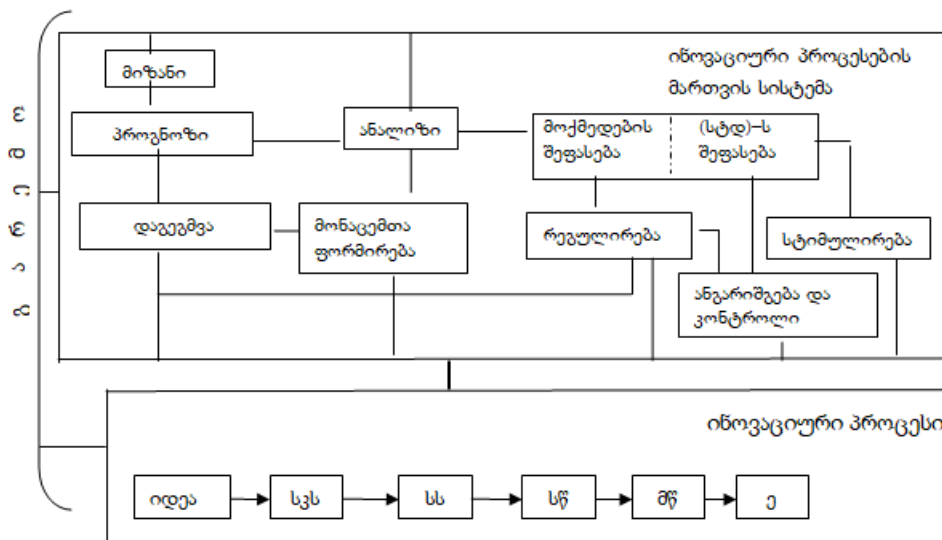 გარემო
ინოვაციური პროცესების
მართვის სისტემა
მიზანი
პროგნოზი
ანალიზი
მოქმედების
შეფასება
(სტდ)–ს
შეფასება
დაგეგმვა
მონაცემთა
ფორმირება
რეგულირება
სტიმულირება
ანგარიშგება და
კონტროლი
ინოვაციური პროცესი
იდეა
სკს
სს
სწ
მწ
ე